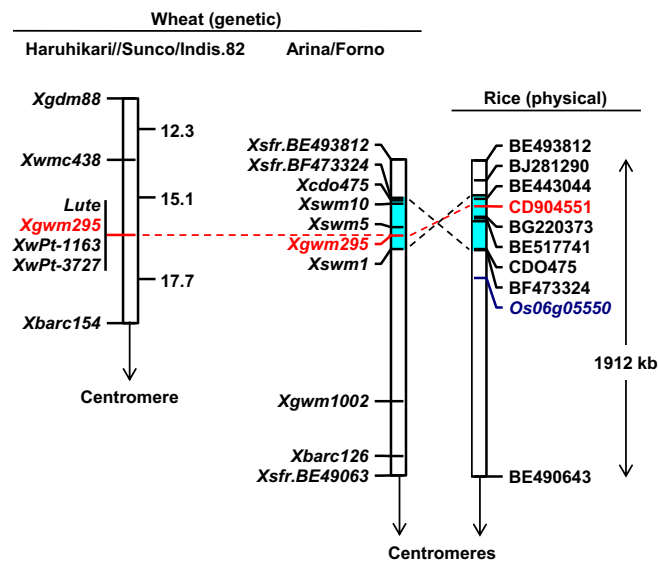 Wheat (genetic)
Haruhikari//Sunco/Indis.82
Arina/Forno
Rice (physical)
Xgdm88
12.3
Xwmc438
15.1
Lute
Xgwm295
XwPt-1163
XwPt-3727
17.7
Xbarc154
Centromere
Xsfr.BE493812
Xsfr.BF473324
Xcdo475
Xswm10
Xswm5
Xgwm295
Xswm1
Xgwm1002
Xbarc126
Xsfr.BE49063
BE493812
BJ281290
BE443044
CD904551
BG220373
BE517741
CDO475
BF473324
Os06g05550
1912 kb
BE490643
Centromeres